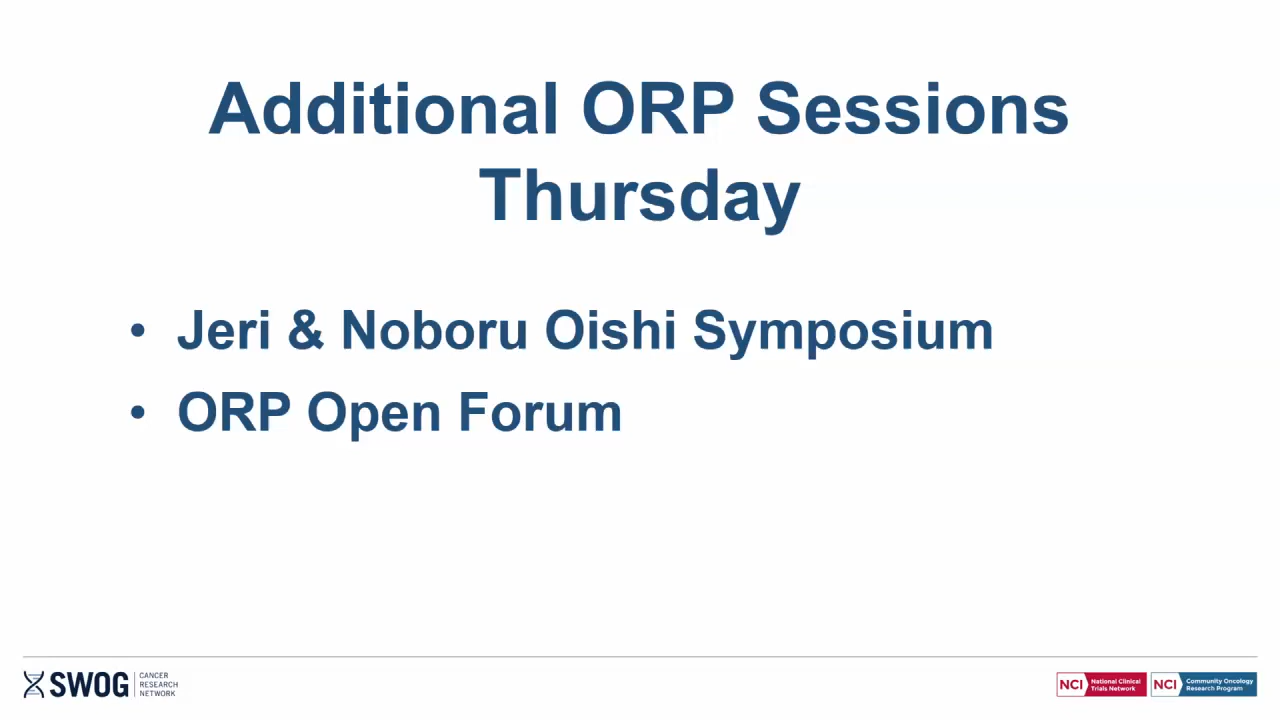 Additional ORP Sessions
Thursday
• Jeri & Noboru Oishi Symposium
• ORP Open Forum
SWOG
CANCER
RESEARCH
NETWORK
NCI
National Clinical
Trials Network
NCI
Community Oncology
Research Program